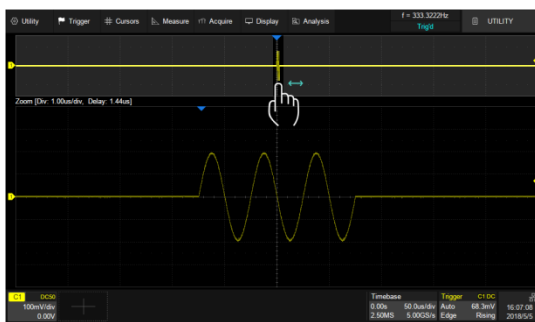 Utility Trigger Cursors Measure Acquire Display Analysis f = 333.3222Hz Trig'd UTILITY
Zoom [Div: 1.00us/div, Delay: 1.44us]
C1 DC50 Timebase Trigger C1 DC
100mV/div 0.00s 50.0us/div Auto 68.3mV 16:07:08
0.00V 2.50MS 5.00GS/s Edge Rising 2018/5/5